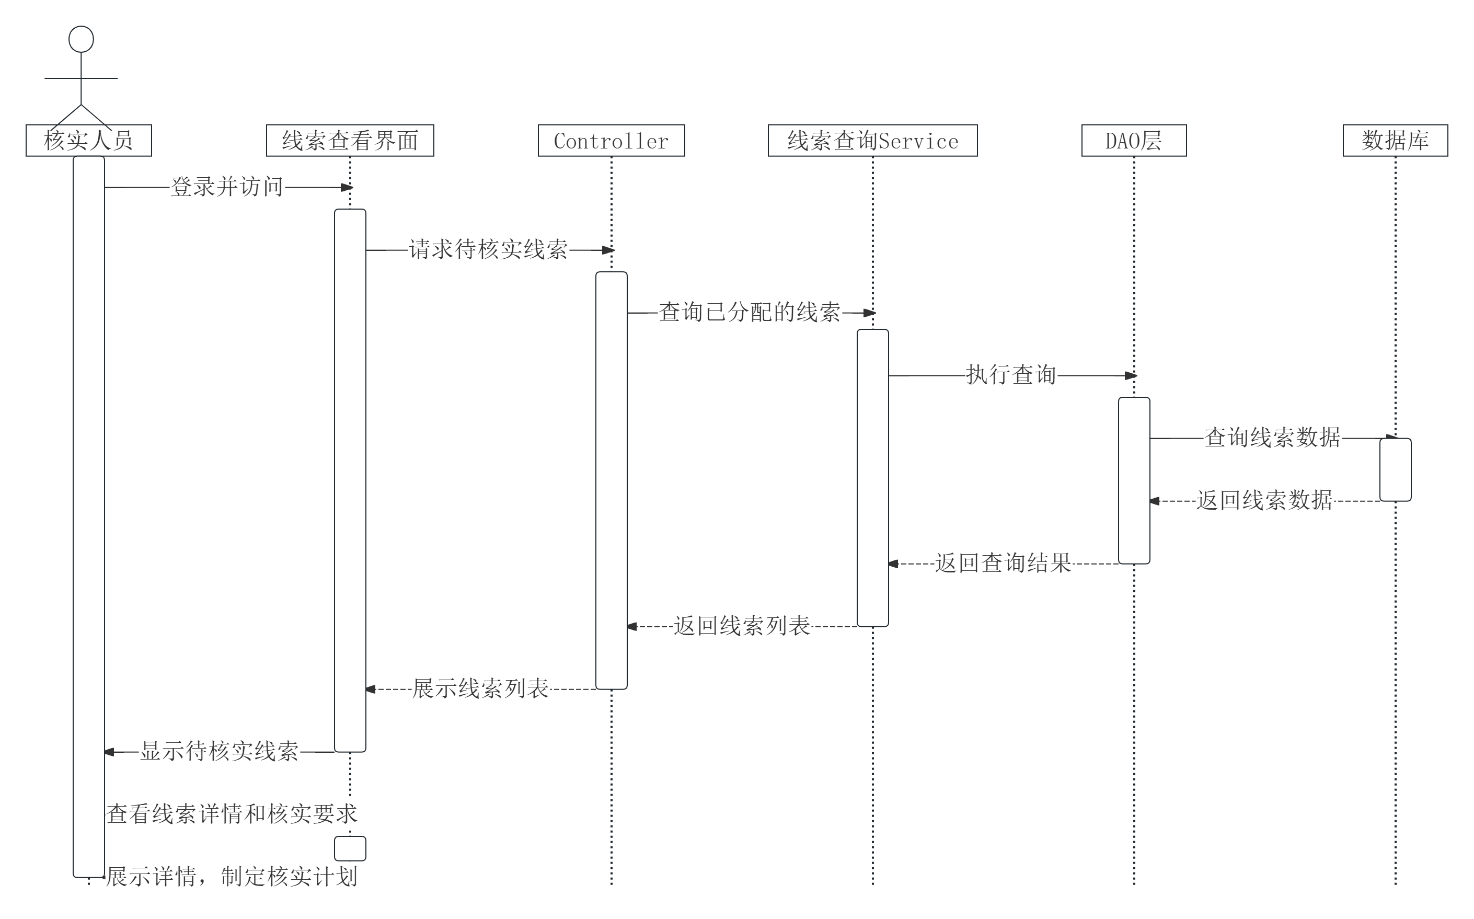 核实人员
线索查看界面
Controller
线索查询Service
DAO层
数据库
登录并访问
请求待核实线索
查询已分配的线索
执行查询
查询线索数据
返回线索数据
返回查询结果
返回线索列表
展示线索列表
显示待核实线索
查看线索详情和核实要求
展示详情，制定核实计划